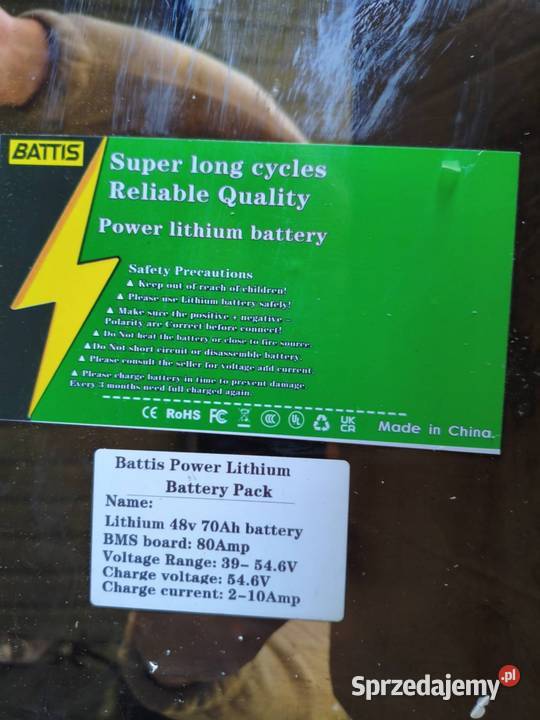 BATTIS
Super long cycles
Reliable Quality
Power lithium battery
Safety Precautions
▲ Keep out of reach of children!
▲ Please use Lithium battery safely!
▲ Make sure the positive + negative -
Polarity are Correct before connect!
▲ Do Not heat the battery or close to fire source.
▲ Do Not short circuit or disassemble battery.
▲ Please consult the seller for voltage add current.
▲ Please charge battery in time to prevent damage.
Every 3 months need full charged again.
CE RoHS FC CCC UL UK CA Made in China.
Battis Power Lithium
Battery Pack
Name:
Lithium 48v 70Ah battery
BMS board: 80Amp
Voltage Range: 39- 54.6V
Charge voltage: 54.6V
Charge current: 2-10Amp
Sprzedajemy.pl